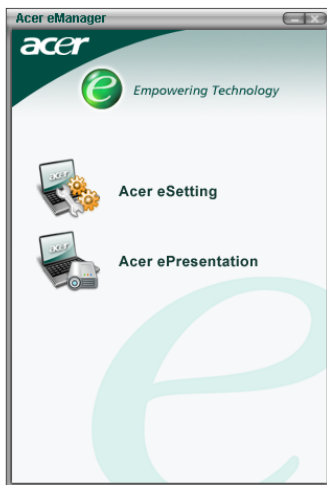 Acer eManager
acer
e Empowering Technology
Acer eSetting
Acer ePresentation